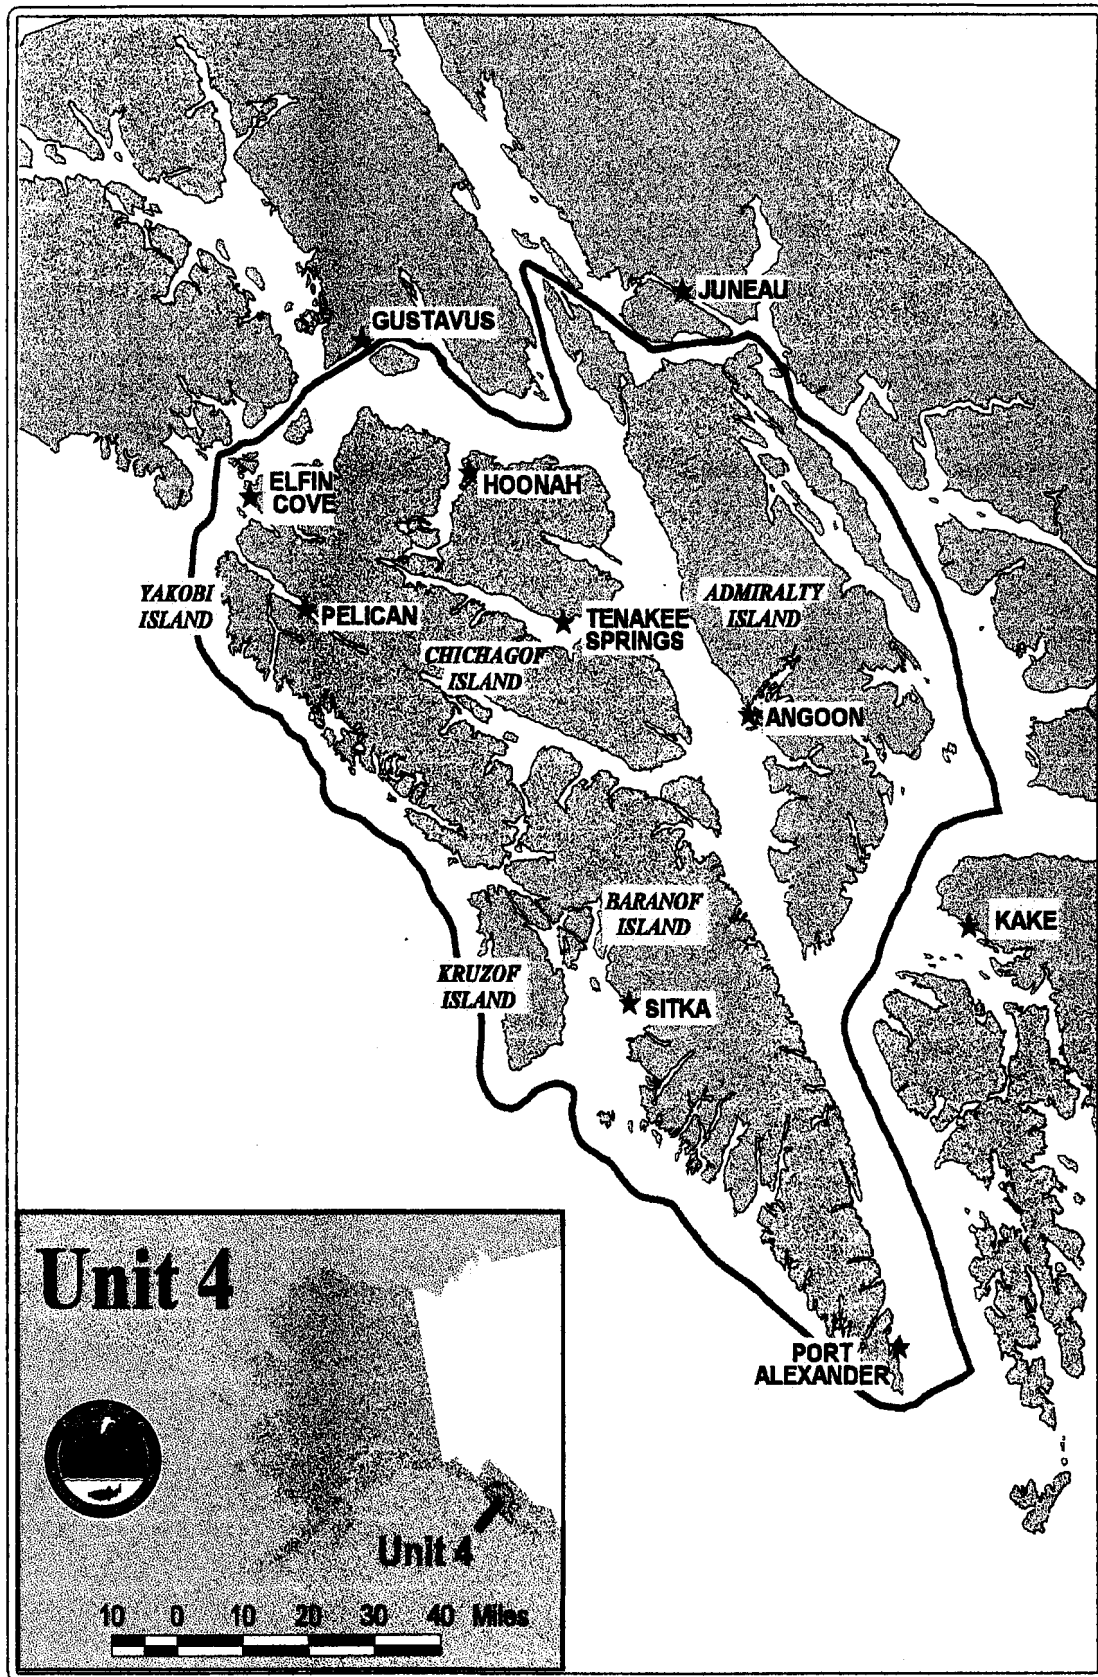 JUNEAU
GUSTAVUS
ELFIN
COVE
HOONAH
YAKOBI
ISLAND
PELICAN
TENAKEE
SPRINGS
ADMIRALTY
ISLAND
CHICHAGOF
ISLAND
ANGOON
BARANOF
ISLAND
KAKE
KRUZOF
ISLAND
SITKA
PORT
ALEXANDER
Unit 4
Unit 4
10 0 10 20 30 40 Miles